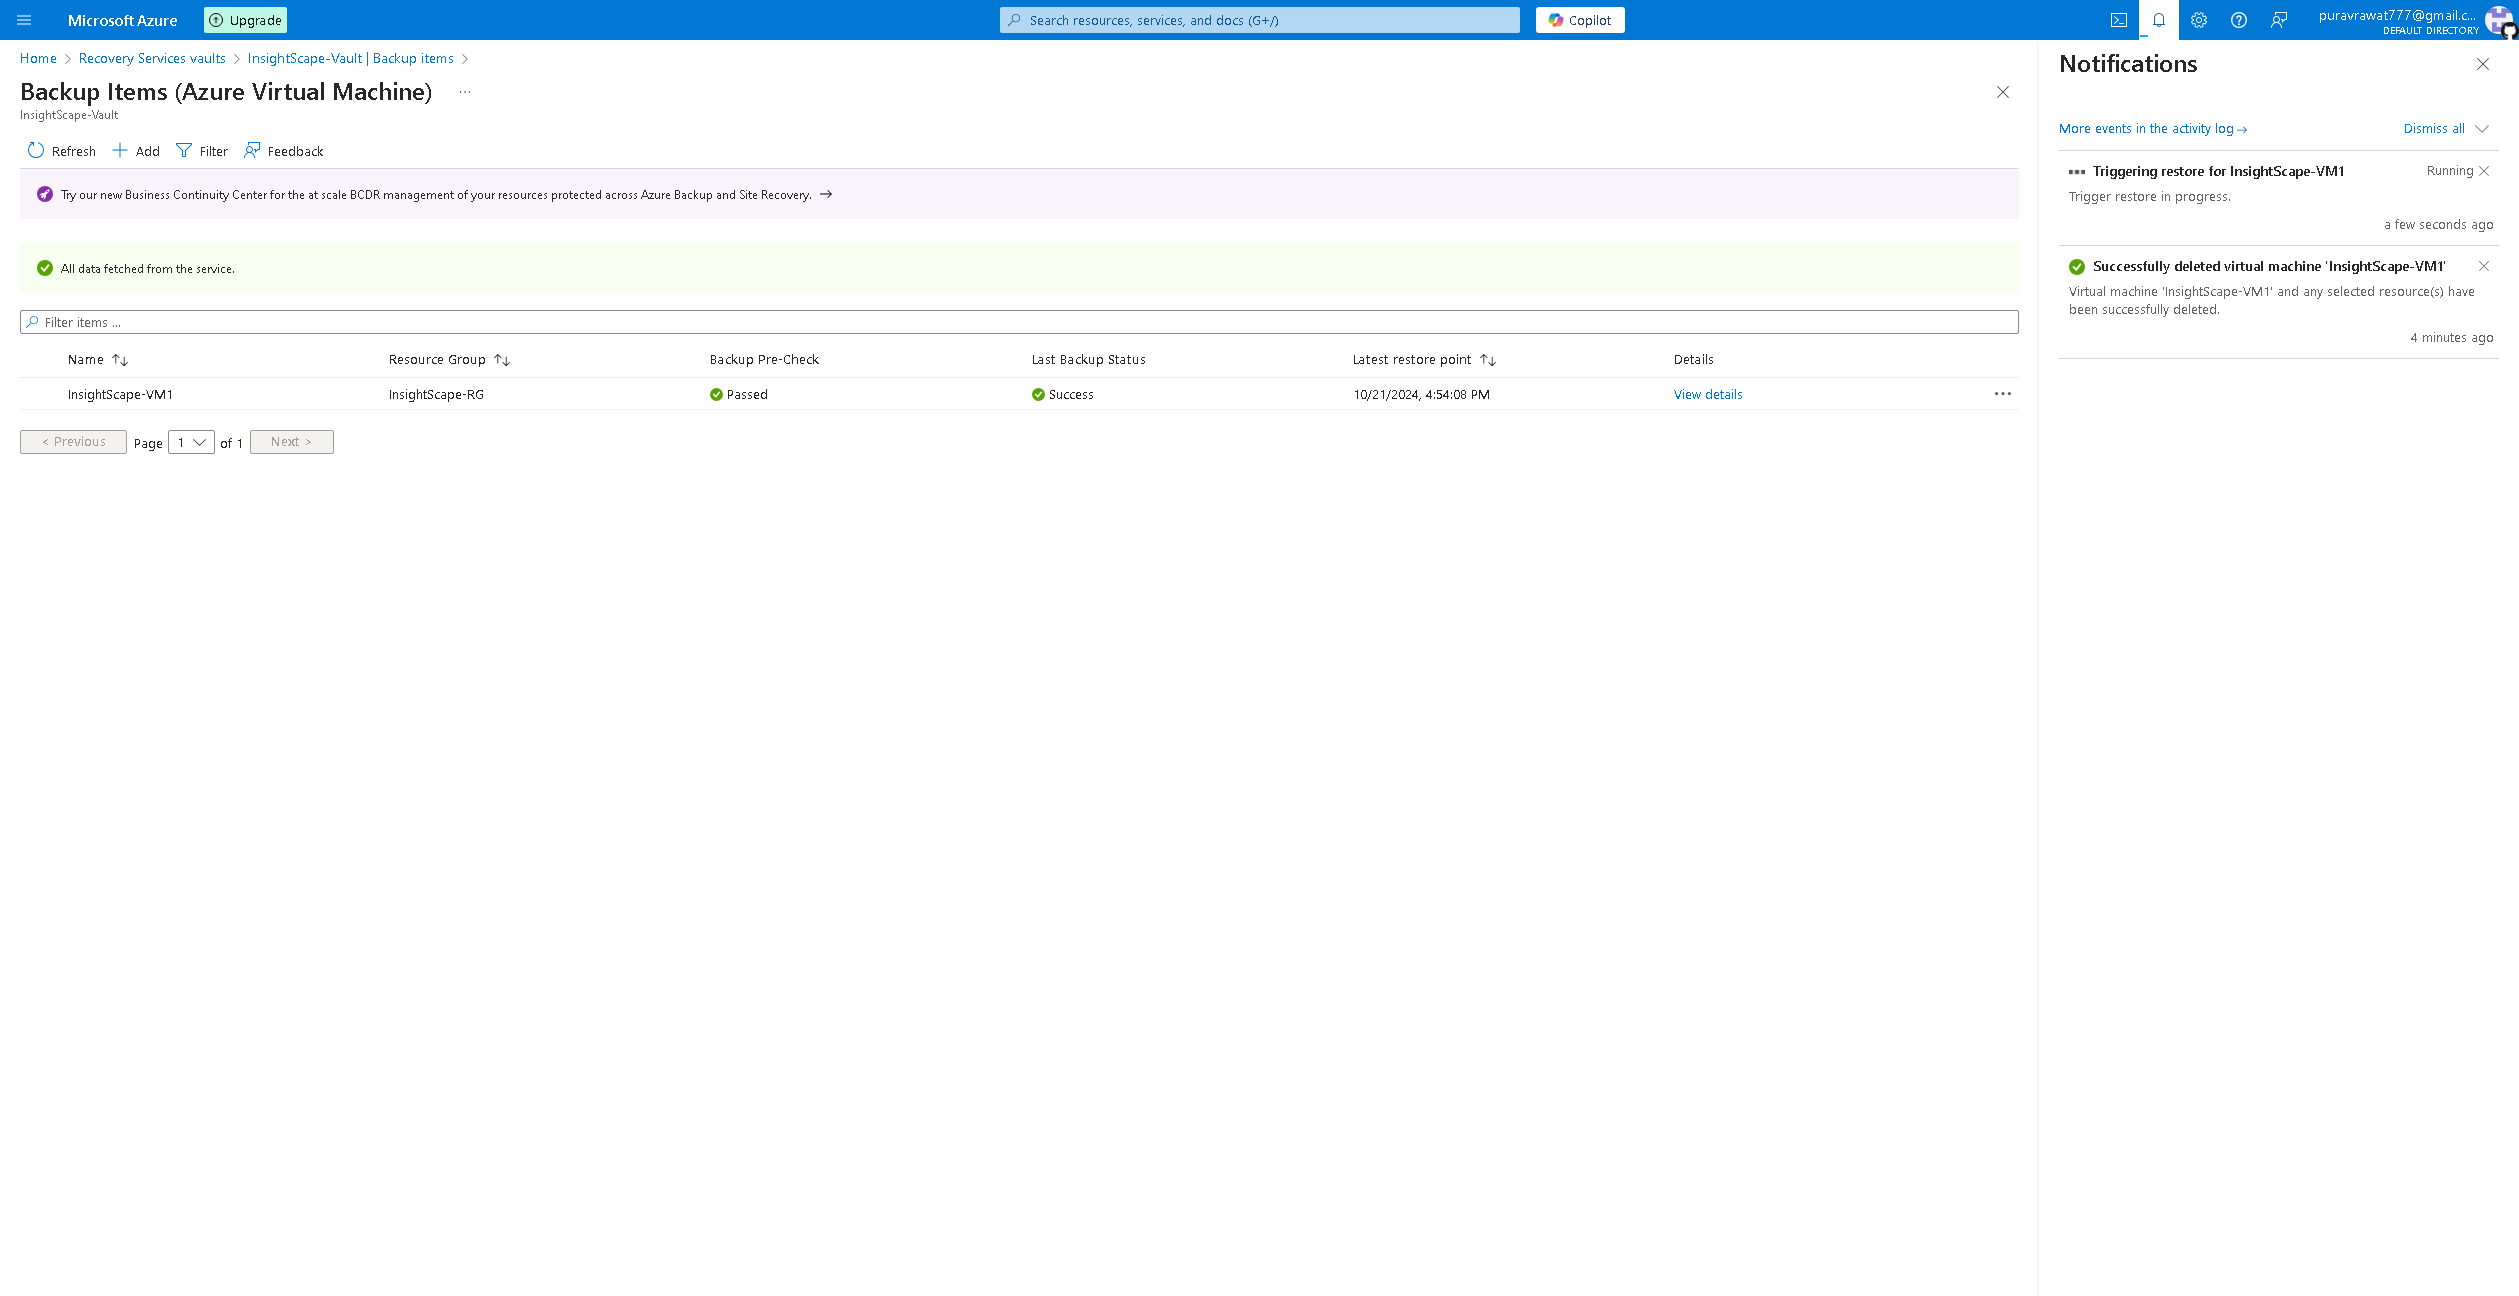 Microsoft Azure
Upgrade
Search resources, services, and docs (G+/)
Copilot
puravrawat777@gmail.c...
DEFAULT DIRECTORY
Home > Recovery Services vaults > InsightScape-Vault | Backup items >
Backup Items (Azure Virtual Machine) ...
InsightScape-Vault
Refresh Add Filter Feedback
Try our new Business Continuity Center for the at scale BCDR management of your resources protected across Azure Backup and Site Recovery. →
All data fetched from the service.
Filter items ...
Name ↑↓ Resource Group ↑↓ Backup Pre-Check Last Backup Status Latest restore point ↑↓ Details
InsightScape-VM1 InsightScape-RG Passed Success 10/21/2024, 4:54:08 PM View details ...
< Previous Page 1 of 1 Next >
Notifications
More events in the activity log → Dismiss all
Triggering restore for InsightScape-VM1 Running
Trigger restore in progress.
a few seconds ago
Successfully deleted virtual machine 'InsightScape-VM1'
Virtual machine 'InsightScape-VM1' and any selected resource(s) have
been successfully deleted.
4 minutes ago